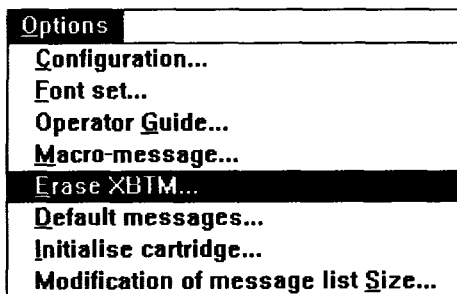 Options
Configuration...
Font set...
Operator Guide...
Macro-message...
Erase XBTM...
Default messages...
Initialise cartridge...
Modification of message list Size...